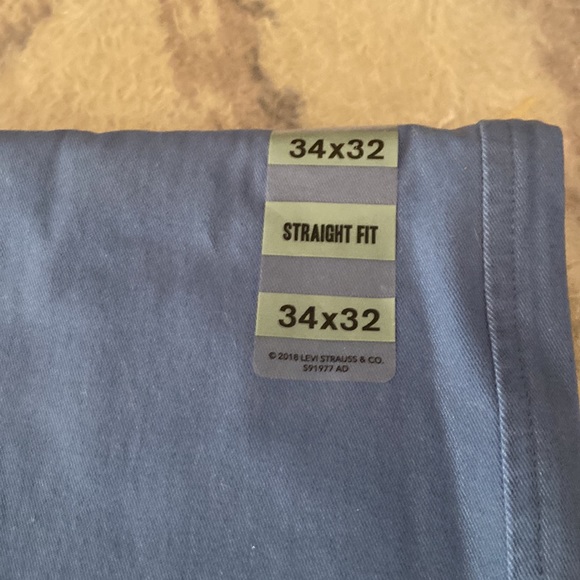 34x32
STRAIGHT FIT
34x32
© 2018 LEVI STRAUSS & CO.
591977 AD